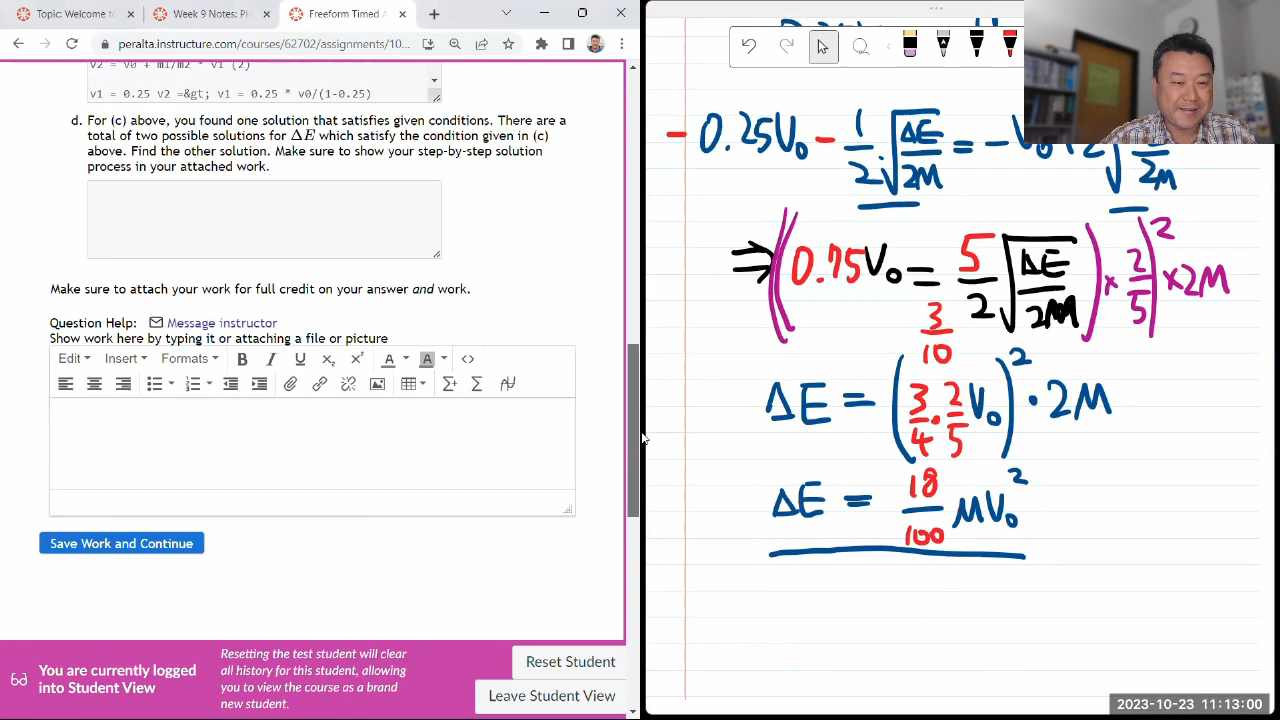 Topic: Welcome to
Week 9 Notes: Ph
Freeform Timed A
peralta.instructure.com/courses/6217
ssignments/10...
v2 = v0 + m1/m2 * v1 (2)
v1 = 0.25 v2 =&gt; v1 = 0.25 * v0/(1-0.25)
d. For (c) above, you found one solution that satisfies given conditions. There are a
total of two possible solutions for ΔE which satisfy the condition given in (c)
above. Find the other solution. Make sure to show your step-by-step solution
process in your attached work.
Make sure to attach your work for full credit on your answer and work.
Question Help: Message instructor
Show work here by typing it or attaching a file or picture
Edit Insert Formats B I U x₂ x² A A <>
Save Work and Continue
You are currently logged
into Student View
Resetting the test student will clear
all history for this student, allowing
you to view the course as a brand
new student.
Reset Student
Leave Student View
- 0.25V₀ - 1/2 · √(ΔE/2M) = -
⇒ ((0.75V₀ = 5/2 √(ΔE/2M)) × 2/5)² × 2M
3/10
ΔE = (3/4 · 2/5 V₀)² · 2M
ΔE = 18/100 MV₀²
2023-10-23 11:13:00